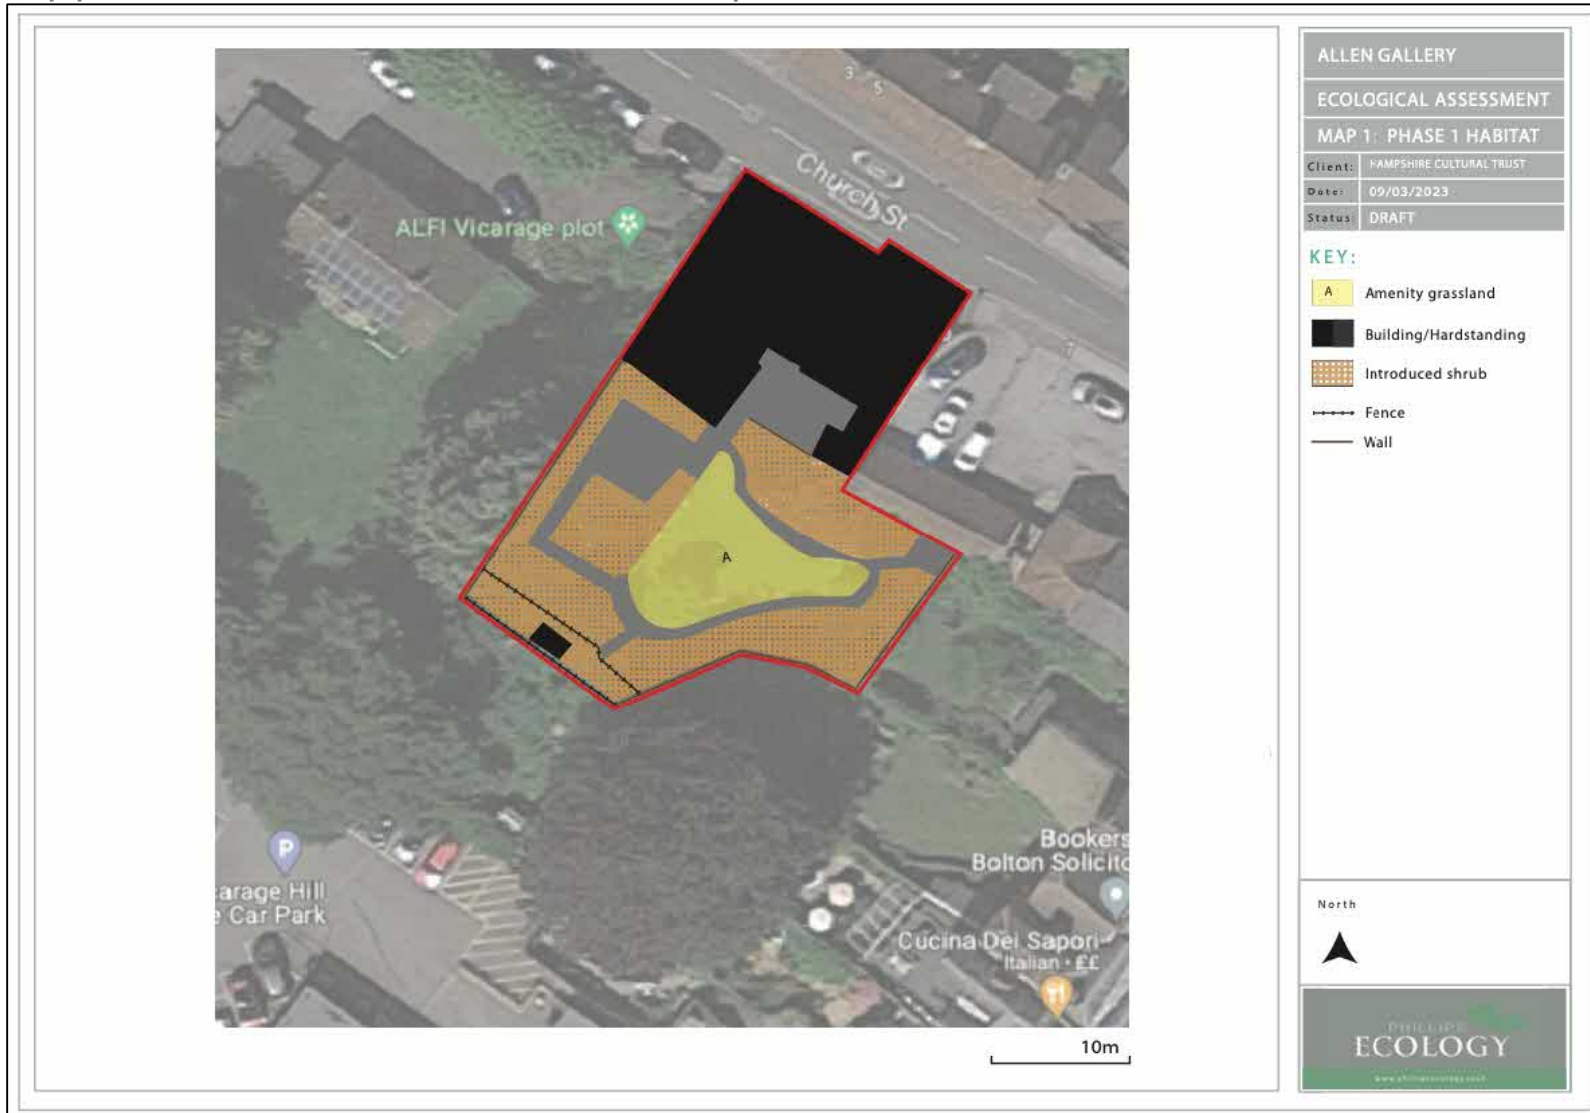 3 / 5
Church St
ALFI Vicarage plot
A
P
carage Hill
e Car Park
Bookers
Bolton Solicito
Cucina Dei Sapori
Italian · ££
10m
ALLEN GALLERY
ECOLOGICAL ASSESSMENT
MAP 1: PHASE 1 HABITAT
Client: HAMPSHIRE CULTURAL TRUST
Date: 09/03/2023
Status DRAFT
KEY:
A Amenity grassland
Building/Hardstanding
Introduced shrub
Fence
Wall
North
PHILLIPS
ECOLOGY